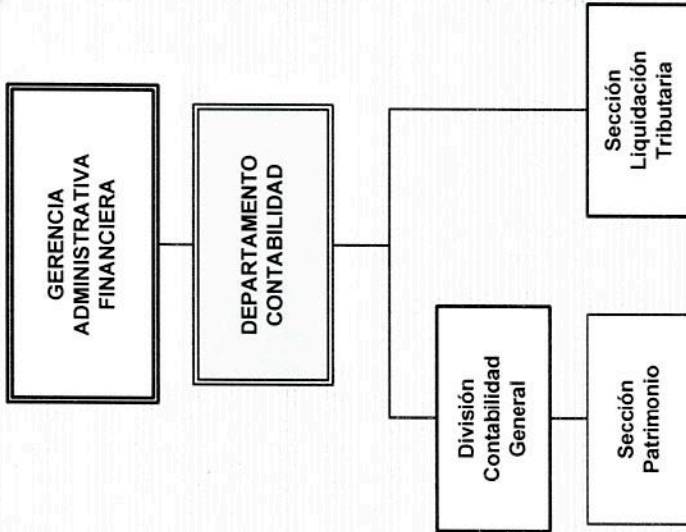 GERENCIA
ADMINISTRATIVA
FINANCIERA
DEPARTAMENTO
CONTABILIDAD
División
Contabilidad
General
Sección
Patrimonio
Sección
Liquidación
Tributaria